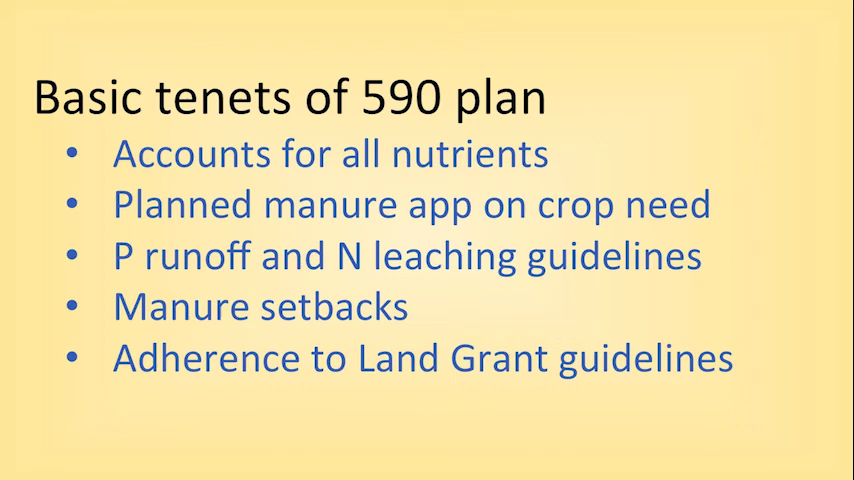 Basic tenets of 590 plan
• Accounts for all nutrients
• Planned manure app on crop need
• P runoff and N leaching guidelines
• Manure setbacks
• Adherence to Land Grant guidelines